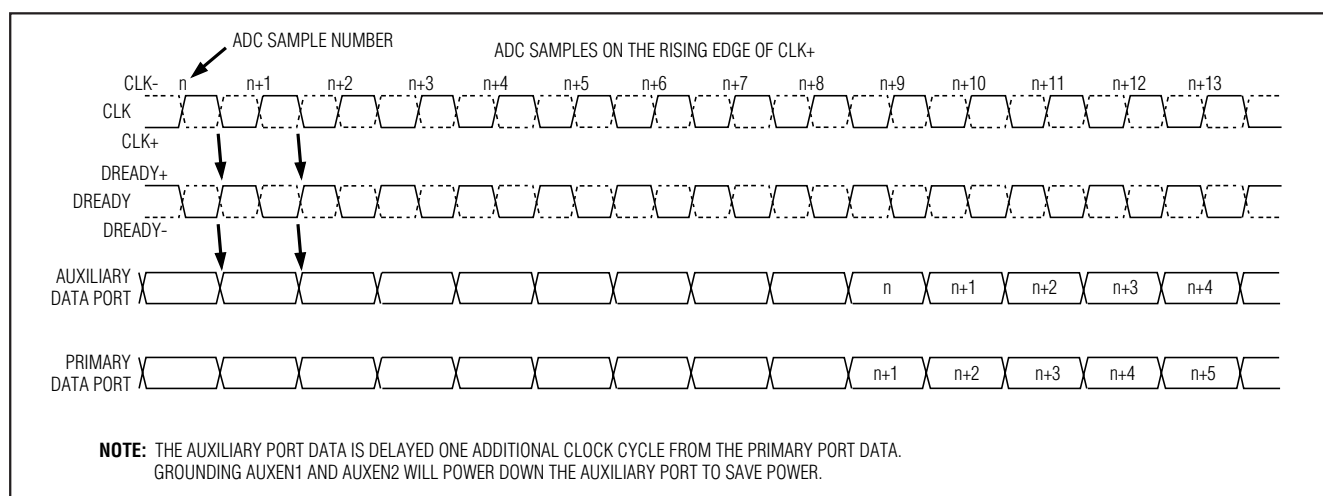 ADC SAMPLE NUMBER
ADC SAMPLES ON THE RISING EDGE OF CLK+
CLK-
n n+1 n+2 n+3 n+4 n+5 n+6 n+7 n+8 n+9 n+10 n+11 n+12 n+13
CLK
CLK+
DREADY+
DREADY
DREADY-
AUXILIARY
DATA PORT
n n+1 n+2 n+3 n+4
PRIMARY
DATA PORT
n+1 n+2 n+3 n+4 n+5
NOTE: THE AUXILIARY PORT DATA IS DELAYED ONE ADDITIONAL CLOCK CYCLE FROM THE PRIMARY PORT DATA.
GROUNDING AUXEN1 AND AUXEN2 WILL POWER DOWN THE AUXILIARY PORT TO SAVE POWER.